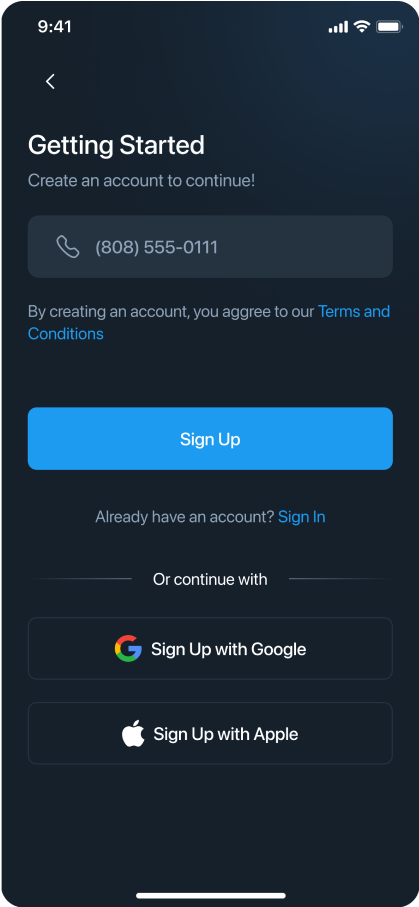 9:41
Getting Started
Create an account to continue!
(808) 555-0111
By creating an account, you aggree to our Terms and
Conditions
Sign Up
Already have an account? Sign In
Or continue with
Sign Up with Google
Sign Up with Apple